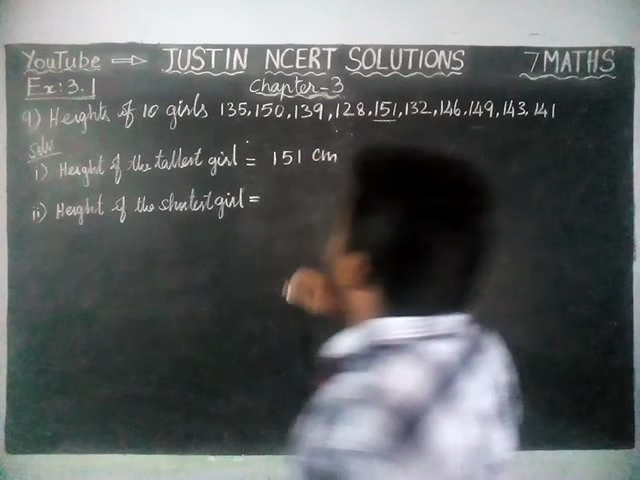 YouTube → JUSTIN NCERT SOLUTIONS 7 MATHS
Ex: 3.1 Chapter-3
9) Heights of 10 girls 135, 150, 139, 128, 151, 132, 146, 149, 143, 141
Soln
i) Height of the tallest girl = 151 cm
ii) Height of the shortest girl =